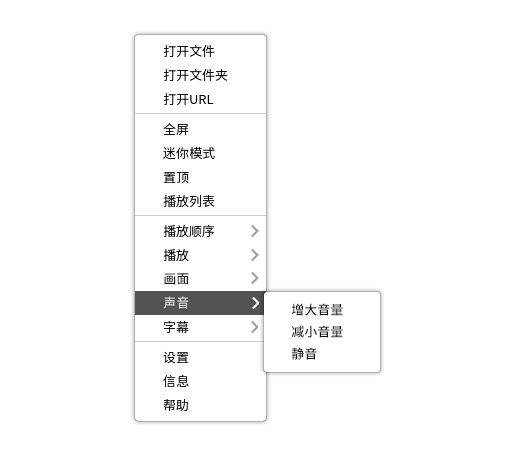 打开文件
打开文件夹
打开URL
全屏
迷你模式
置顶
播放列表
播放顺序
播放
画面
声音
字幕
设置
信息
帮助
增大音量
减小音量
静音